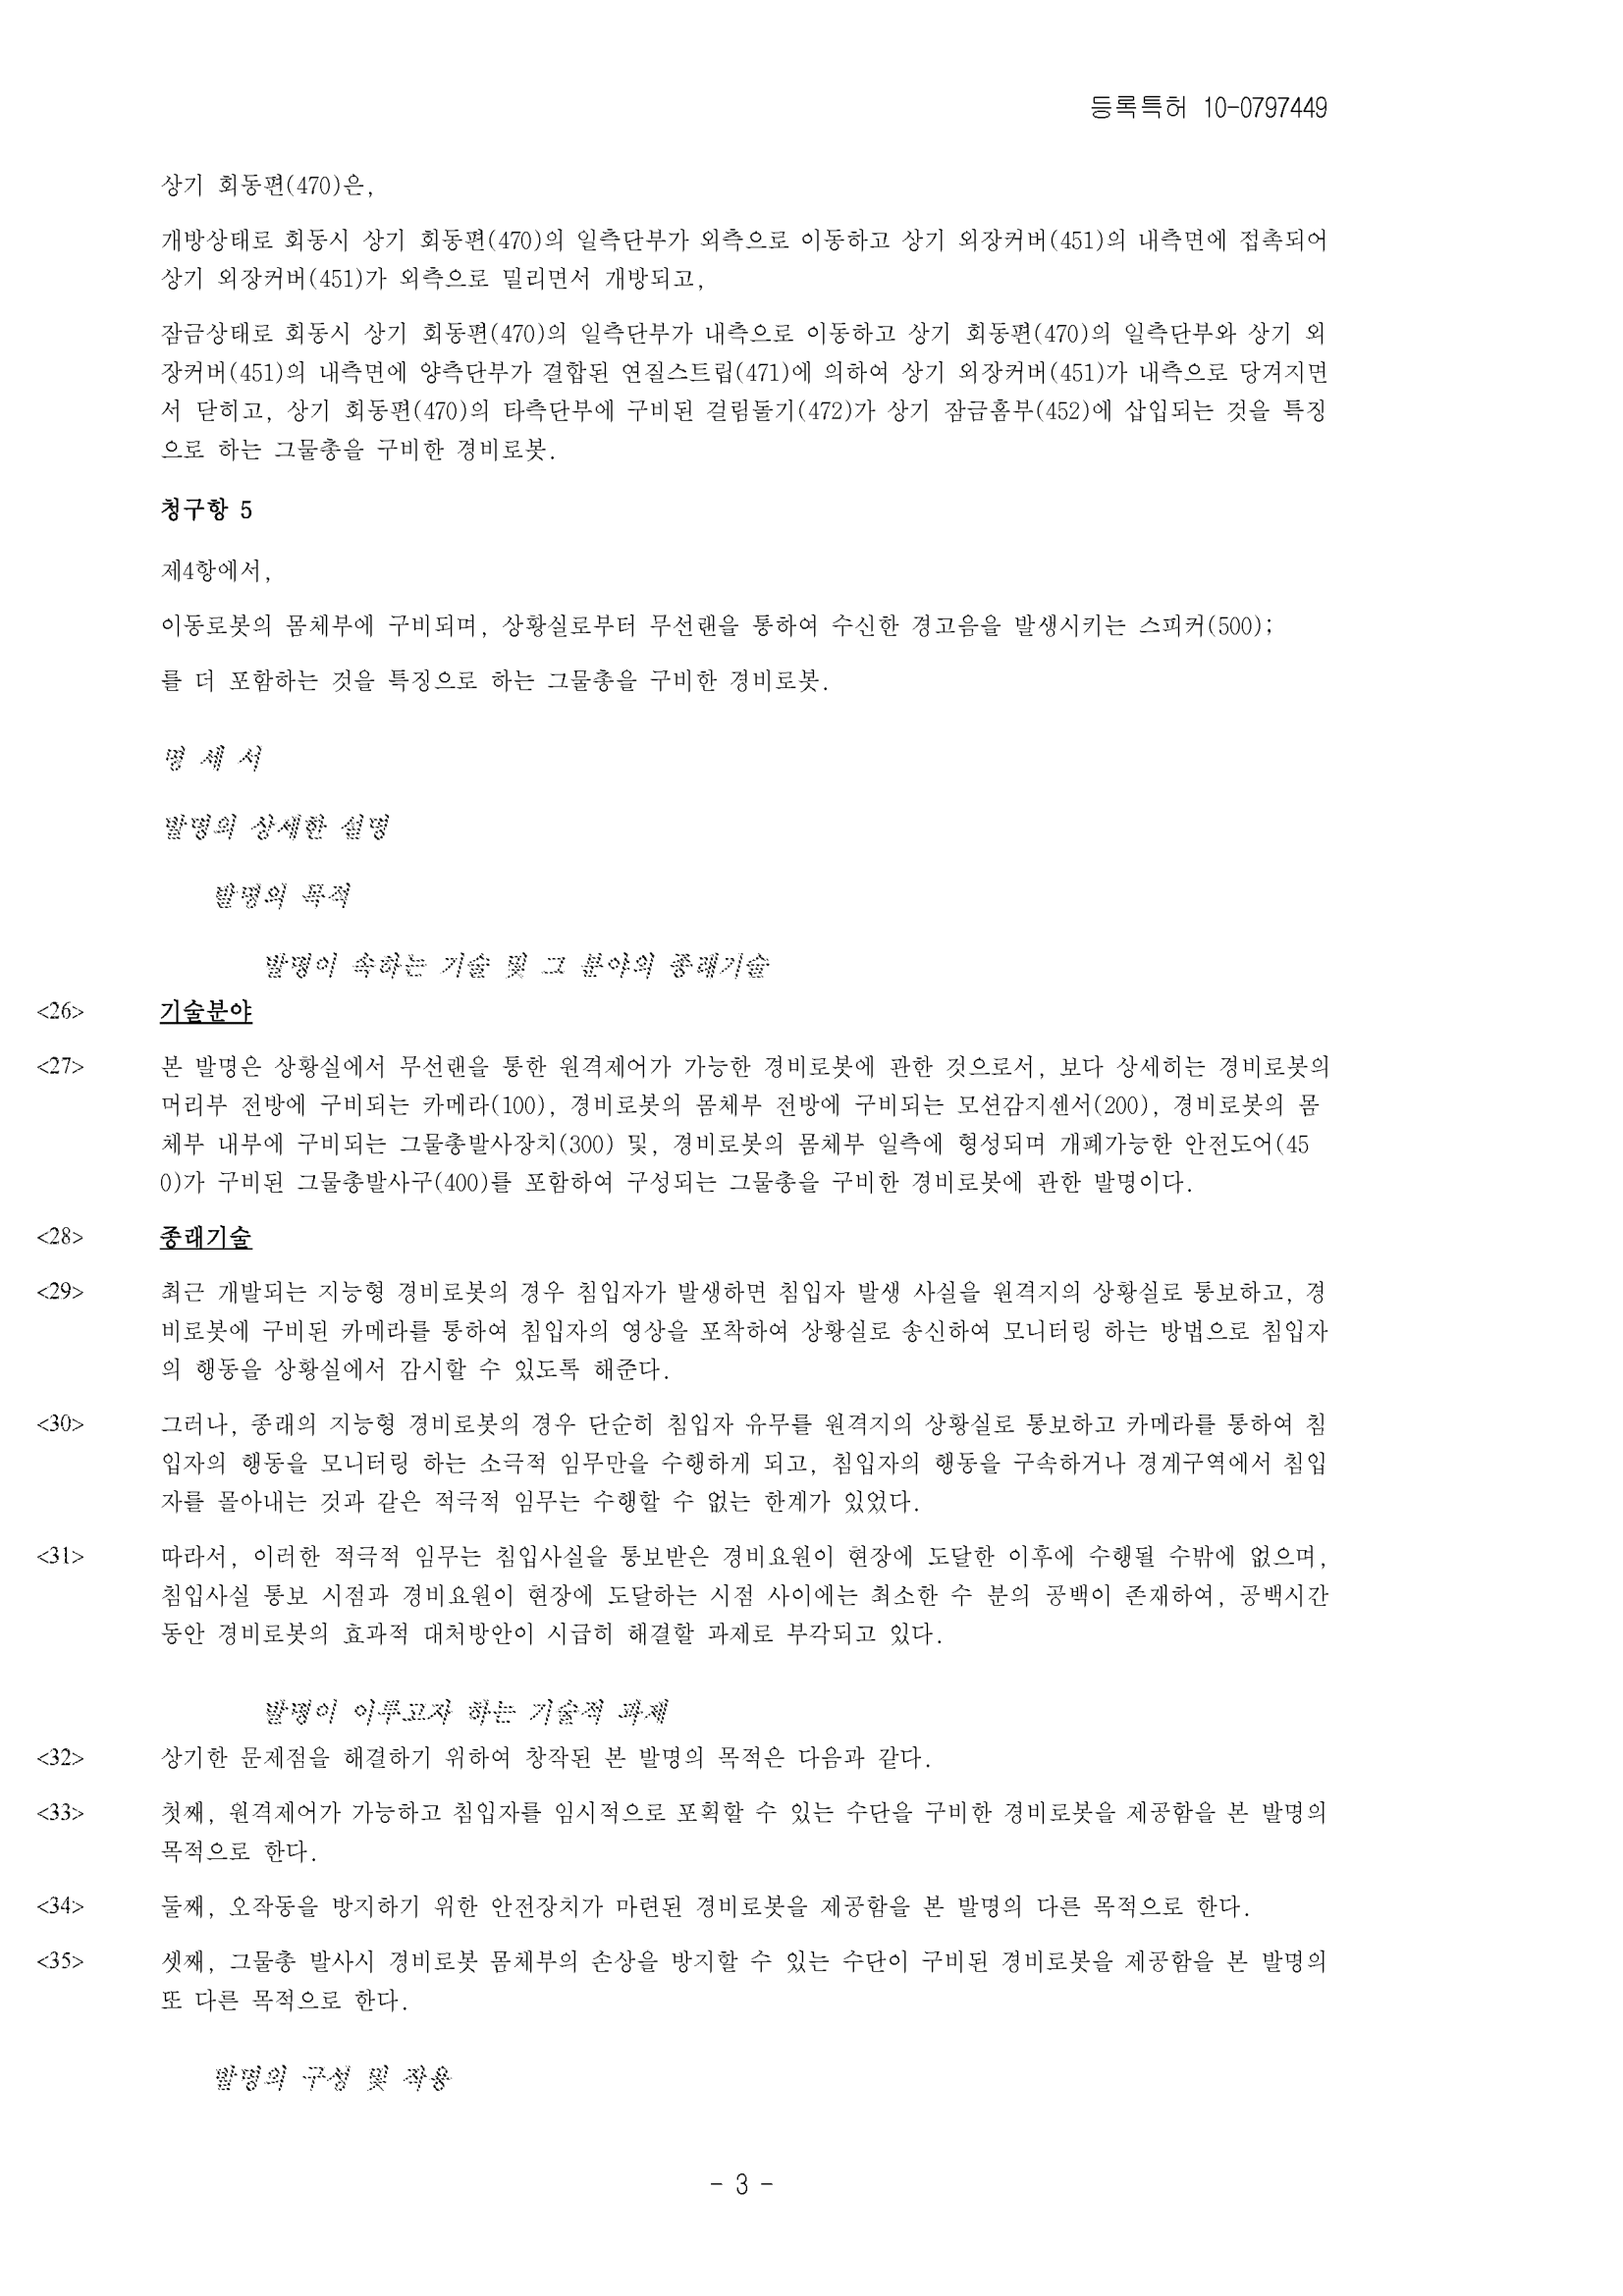 등록특허 10-0797449
상기 회동편(470)은,
개방상태로 회동시 상기 회동편(470)의 일측단부가 외측으로 이동하고 상기 외장커버(451)의 내측면에 접촉되어
상기 외장커버(451)가 외측으로 밀리면서 개방되고,
잠금상태로 회동시 상기 회동편(470)의 일측단부가 내측으로 이동하고 상기 회동편(470)의 일측단부와 상기 외
장커버(451)의 내측면에 양측단부가 결합된 연질스트립(471)에 의하여 상기 외장커버(451)가 내측으로 당겨지면
서 닫히고, 상기 회동편(470)의 타측단부에 구비된 걸림돌기(472)가 상기 잠금홈부(452)에 삽입되는 것을 특징
으로 하는 그물총을 구비한 경비로봇.
청구항 5
제4항에서,
이동로봇의 몸체부에 구비되며, 상황실로부터 무선랜을 통하여 수신한 경고음을 발생시키는 스피커(500);
를 더 포함하는 것을 특징으로 하는 그물총을 구비한 경비로봇.
명 세 서
발명의 상세한 설명
발명의 목적
발명이 속하는 기술 및 그 분야의 종래기술
<26> 기술분야
<27> 본 발명은 상황실에서 무선랜을 통한 원격제어가 가능한 경비로봇에 관한 것으로서, 보다 상세히는 경비로봇의
머리부 전방에 구비되는 카메라(100), 경비로봇의 몸체부 전방에 구비되는 모션감지센서(200), 경비로봇의 몸
체부 내부에 구비되는 그물총발사장치(300) 및, 경비로봇의 몸체부 일측에 형성되며 개폐가능한 안전도어(45
0)가 구비된 그물총발사구(400)를 포함하여 구성되는 그물총을 구비한 경비로봇에 관한 발명이다.
<28> 종래기술
<29> 최근 개발되는 지능형 경비로봇의 경우 침입자가 발생하면 침입자 발생 사실을 원격지의 상황실로 통보하고, 경
비로봇에 구비된 카메라를 통하여 침입자의 영상을 포착하여 상황실로 송신하여 모니터링 하는 방법으로 침입자
의 행동을 상황실에서 감시할 수 있도록 해준다.
<30> 그러나, 종래의 지능형 경비로봇의 경우 단순히 침입자 유무를 원격지의 상황실로 통보하고 카메라를 통하여 침
입자의 행동을 모니터링 하는 소극적 임무만을 수행하게 되고, 침입자의 행동을 구속하거나 경계구역에서 침입
자를 몰아내는 것과 같은 적극적 임무는 수행할 수 없는 한계가 있었다.
<31> 따라서, 이러한 적극적 임무는 침입사실을 통보받은 경비요원이 현장에 도달한 이후에 수행될 수밖에 없으며,
침입사실 통보 시점과 경비요원이 현장에 도달하는 시점 사이에는 최소한 수 분의 공백이 존재하여, 공백시간
동안 경비로봇의 효과적 대처방안이 시급히 해결할 과제로 부각되고 있다.
발명이 이루고자 하는 기술적 과제
<32> 상기한 문제점을 해결하기 위하여 창작된 본 발명의 목적은 다음과 같다.
<33> 첫째, 원격제어가 가능하고 침입자를 임시적으로 포획할 수 있는 수단을 구비한 경비로봇을 제공함을 본 발명의
목적으로 한다.
<34> 둘째, 오작동을 방지하기 위한 안전장치가 마련된 경비로봇을 제공함을 본 발명의 다른 목적으로 한다.
<35> 셋째, 그물총 발사시 경비로봇 몸체부의 손상을 방지할 수 있는 수단이 구비된 경비로봇을 제공함을 본 발명의
또 다른 목적으로 한다.
발명의 구성 및 작용
- 3 -